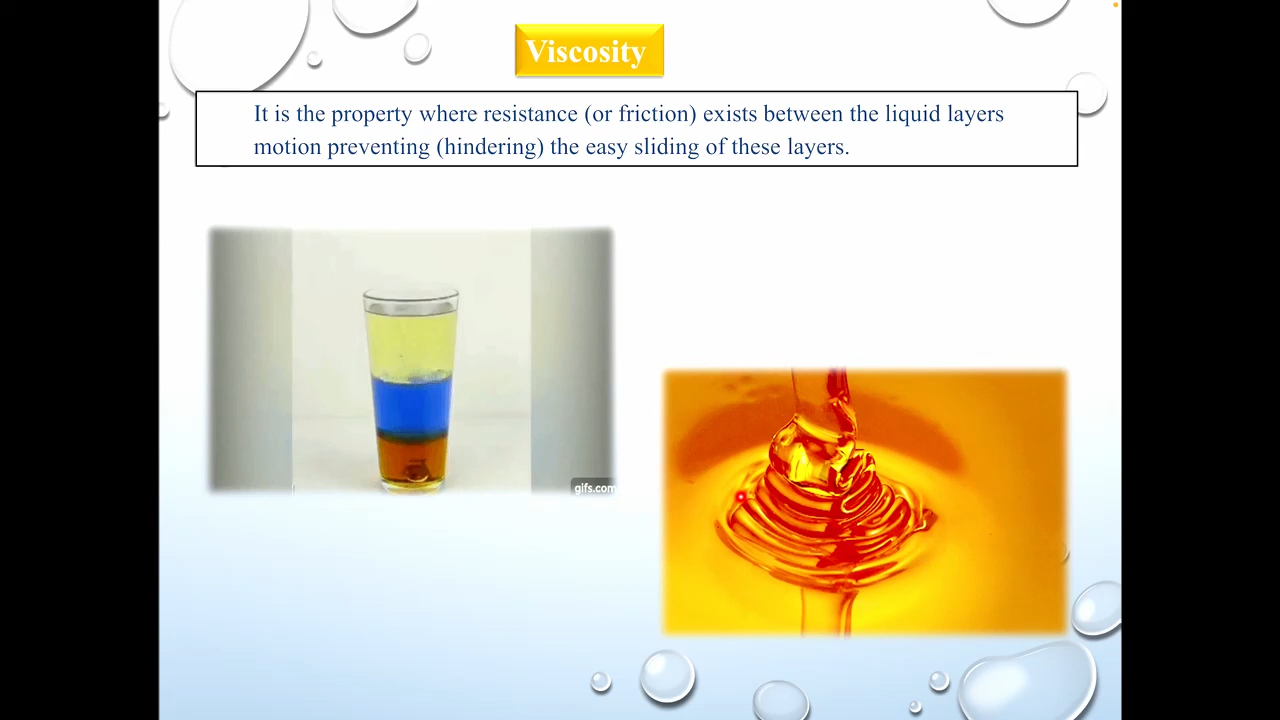 Viscosity
It is the property where resistance (or friction) exists between the liquid layers
motion preventing (hindering) the easy sliding of these layers.
gifs.com